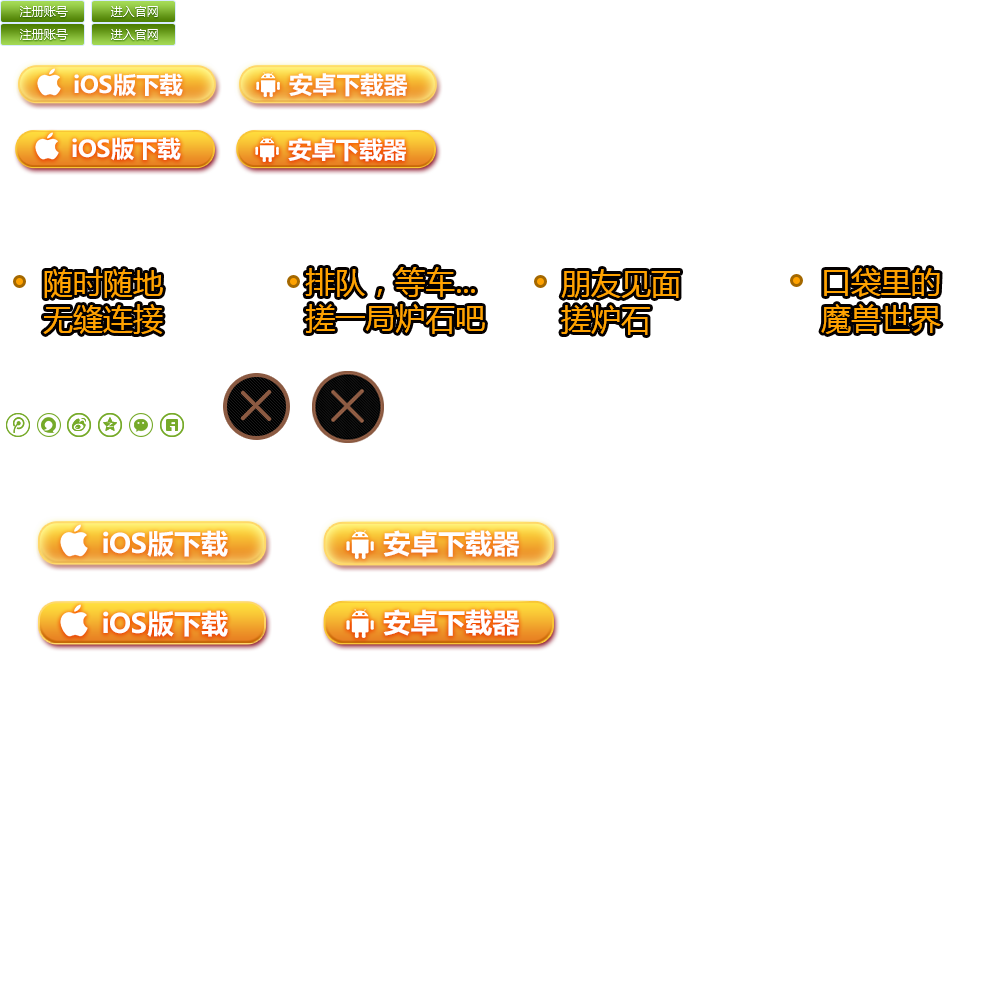 注册账号 进入官网
注册账号 进入官网
iOS版下载 安卓下载器
iOS版下载 安卓下载器
随时随地
无缝连接
排队，等车...
搓一局炉石吧
朋友见面
搓炉石
口袋里的
魔兽世界
iOS版下载 安卓下载器
iOS版下载 安卓下载器